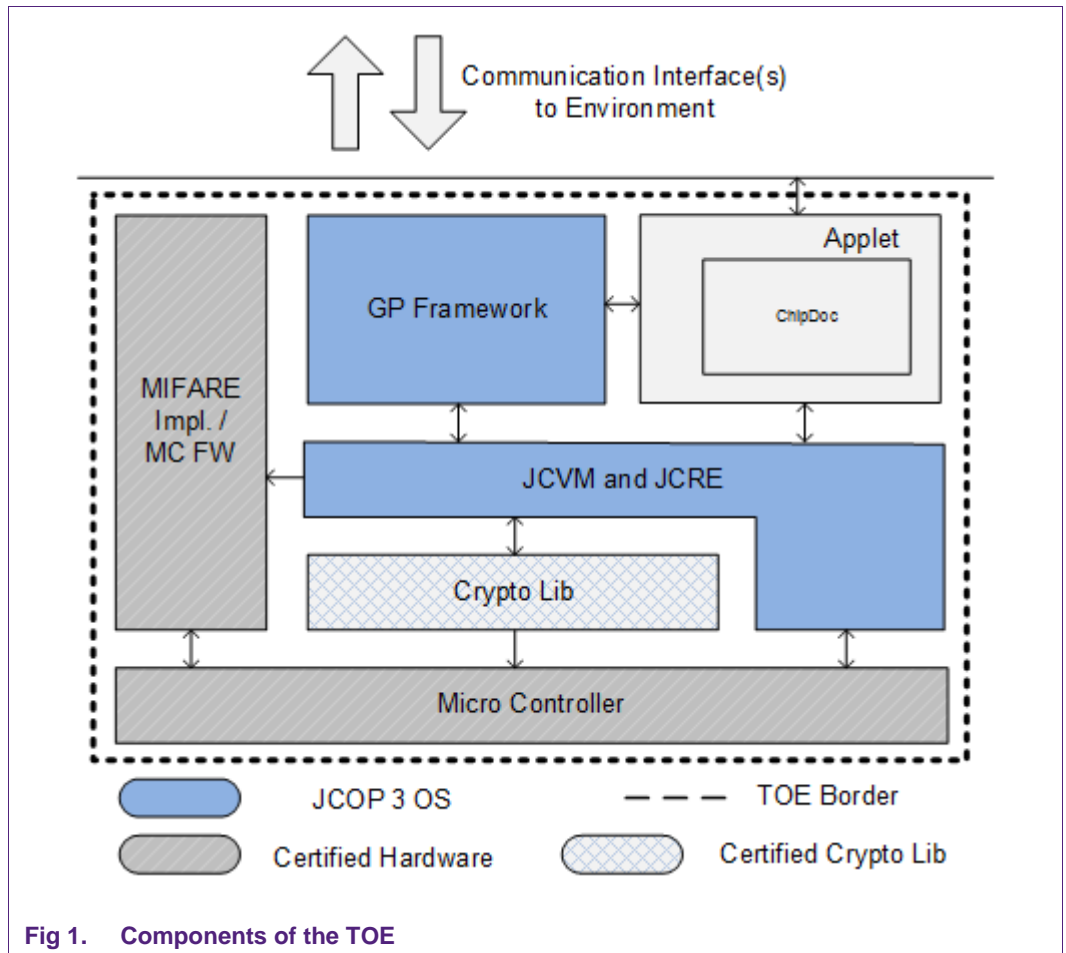 Communication Interface(s)
to Environment
Applet
GP Framework
ChipDoc
MIFARE
Impl. /
MC FW
JCVM and JCRE
Crypto Lib
Micro Controller
JCOP 3 OS
TOE Border
Certified Hardware
Certified Crypto Lib
Fig 1. Components of the TOE